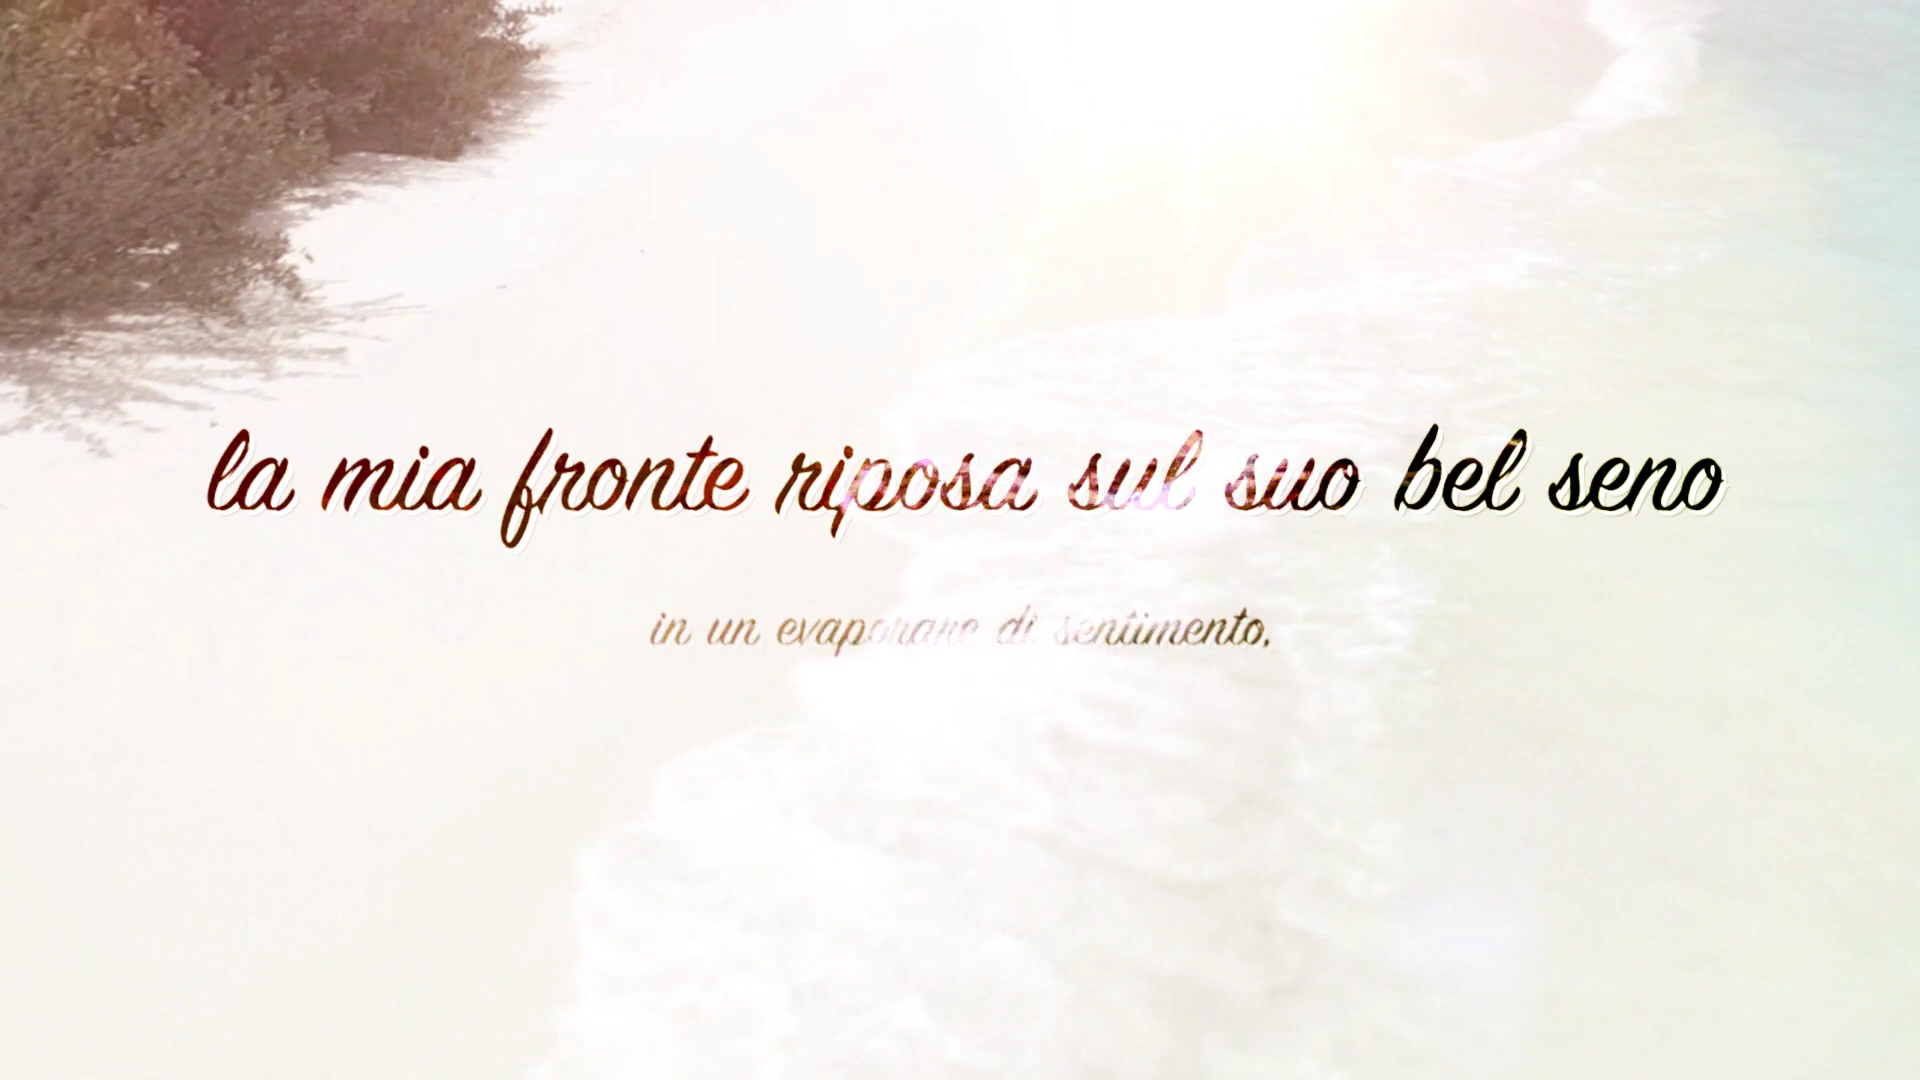 la mia fronte riposa sul suo bel seno
in un evaporare di sentimento.